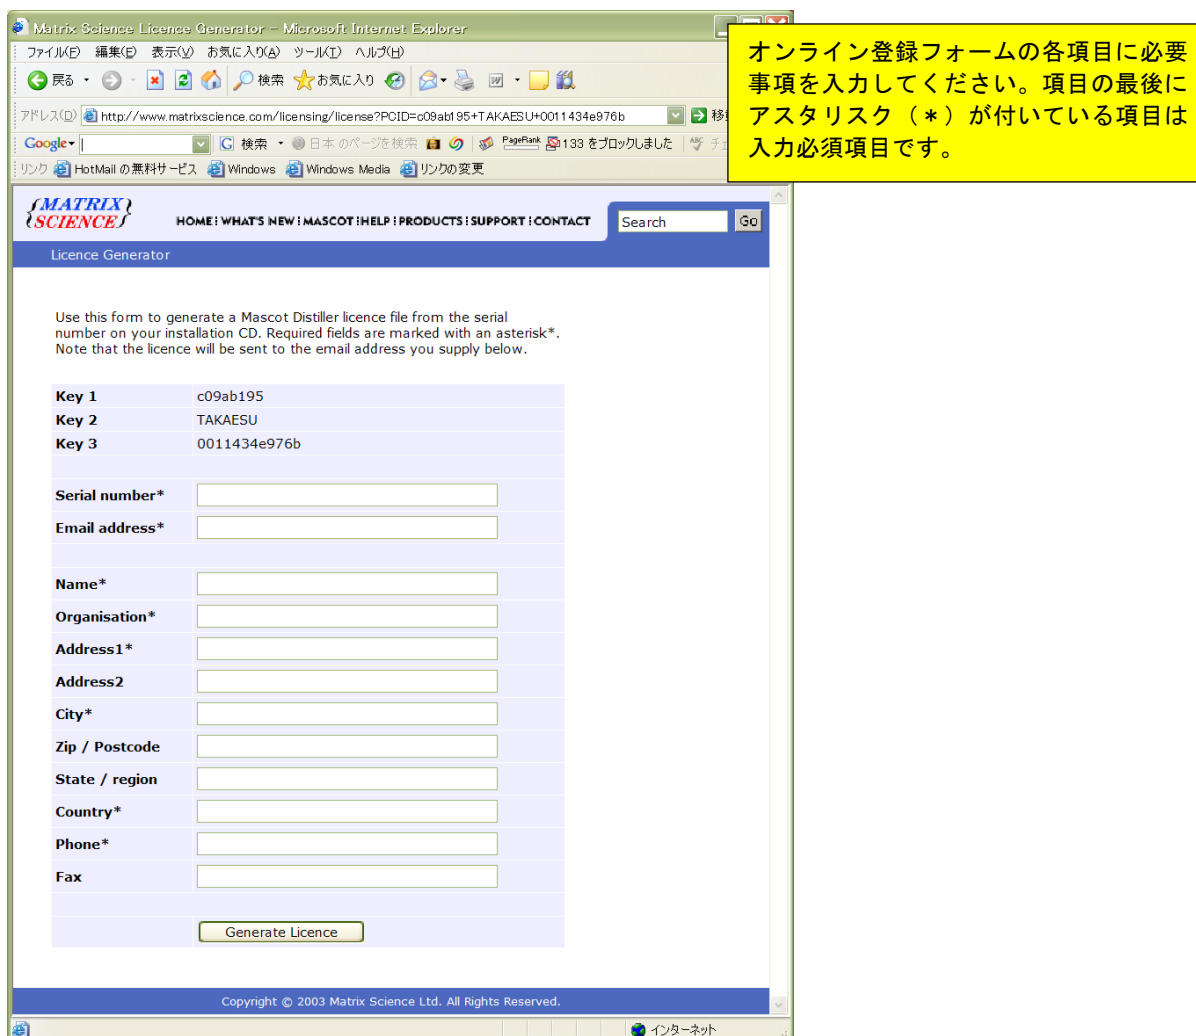 Matrix Science Licence Generator - Microsoft Internet Explorer
ファイル(F) 編集(E) 表示(V) お気に入り(A) ツール(T) ヘルプ(H)
戻る 検索 お気に入り
アドレス(D) http://www.matrixscience.com/licensing/license?PCID=c09ab195+TAKAESU+0011434e976b
Google 検索 日本のページを検索 PageRank 133 をブロックしました
リンク HotMail の無料サービス Windows Windows Media リンクの変更
オンライン登録フォームの各項目に必要
事項を入力してください。項目の最後に
アスタリスク(*)が付いている項目は
入力必須項目です。
MATRIX
SCIENCE
HOME WHAT'S NEW MASCOT HELP PRODUCTS SUPPORT CONTACT Search Go
Licence Generator
Use this form to generate a Mascot Distiller licence file from the serial
number on your installation CD. Required fields are marked with an asterisk*.
Note that the licence will be sent to the email address you supply below.
Key 1 c09ab195
Key 2 TAKAESU
Key 3 0011434e976b
Serial number*
Email address*
Name*
Organisation*
Address1*
Address2
City*
Zip / Postcode
State / region
Country*
Phone*
Fax
Generate Licence
Copyright © 2003 Matrix Science Ltd. All Rights Reserved.
インターネット